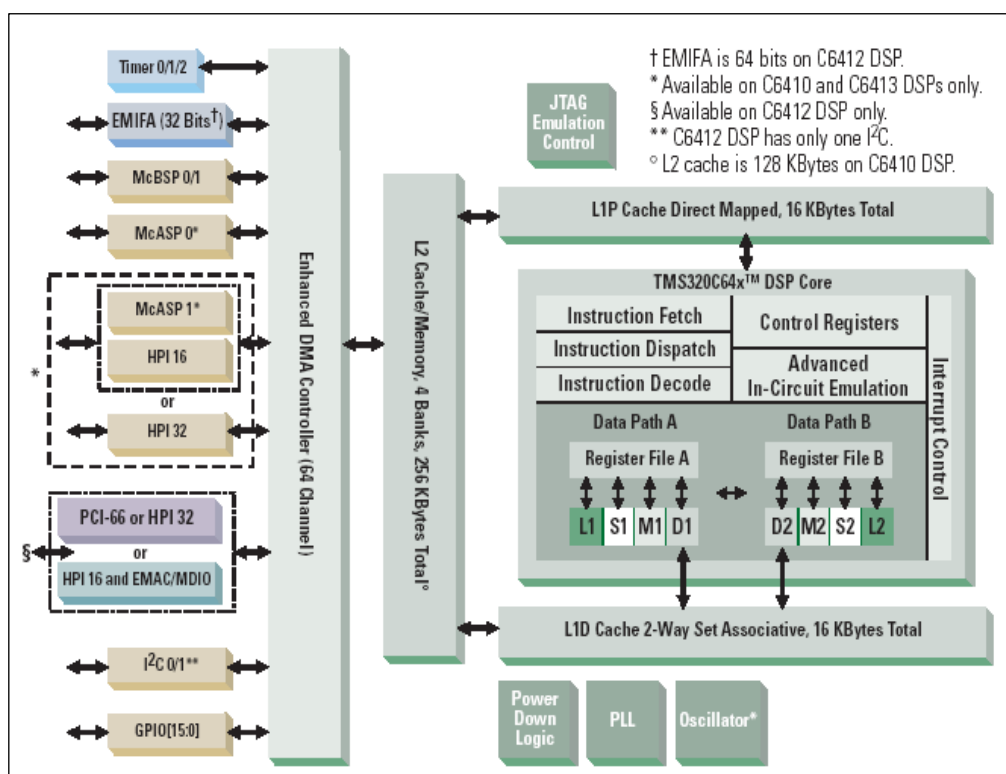 Timer 0/1/2
EMIFA (32 Bits†)
McBSP 0/1
McASP 0*
McASP 1*
HPI 16
*
or
HPI 32
PCI-66 or HPI 32
§
or
HPI 16 and EMAC/MDIO
I²C 0/1**
GPIO[15:0]
Enhanced DMA Controller (64 Channel)
L2 Cache/Memory, 4 Banks, 256 KBytes Total°
JTAG
Emulation
Control
† EMIFA is 64 bits on C6412 DSP.
* Available on C6410 and C6413 DSPs only.
§ Available on C6412 DSP only.
** C6412 DSP has only one I²C.
° L2 cache is 128 KBytes on C6410 DSP.
L1P Cache Direct Mapped, 16 KBytes Total
TMS320C64x™ DSP Core
Instruction Fetch
Instruction Dispatch
Instruction Decode
Control Registers
Advanced
In-Circuit Emulation
Interrupt Control
Data Path A
Register File A
L1 S1 M1 D1
Data Path B
Register File B
D2 M2 S2 L2
L1D Cache 2-Way Set Associative, 16 KBytes Total
Power
Down
Logic
PLL
Oscillator*